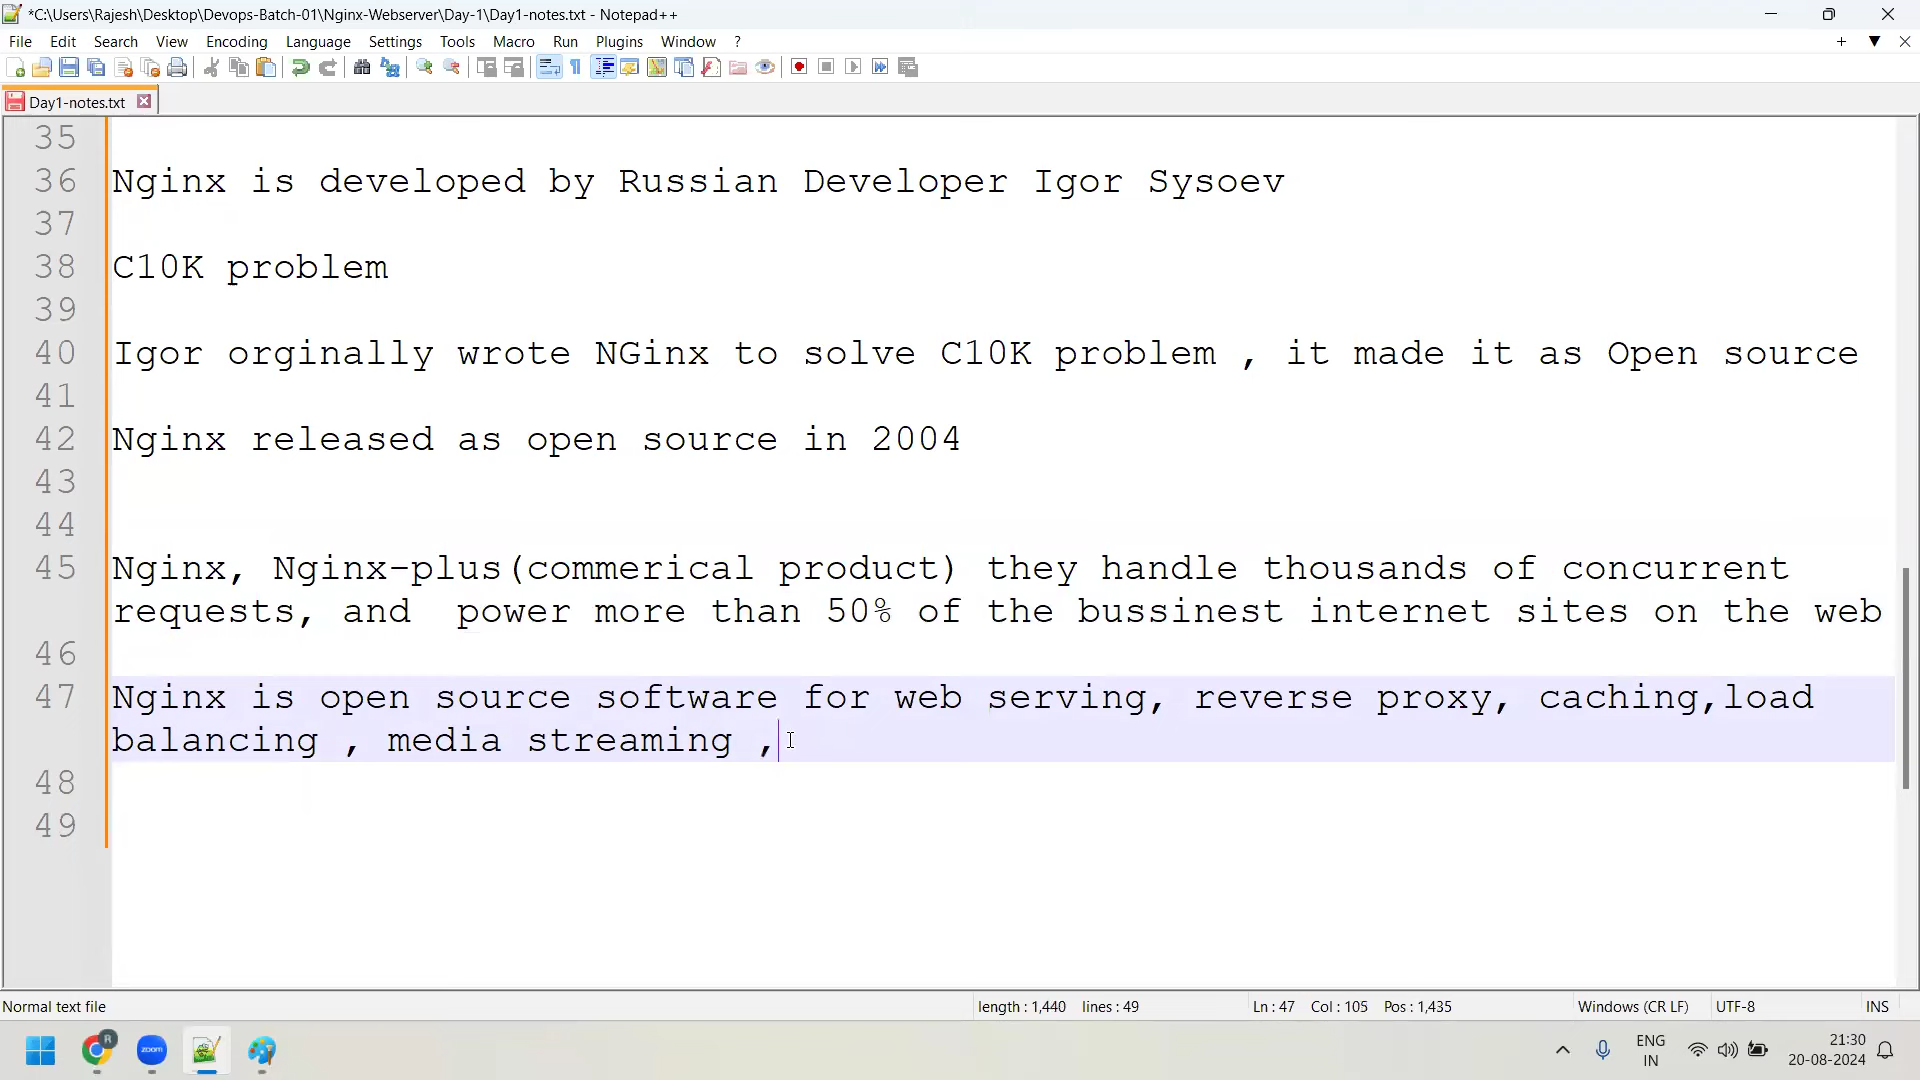 *C:\Users\Rajesh\Desktop\Devops-Batch-01\Nginx-Webserver\Day-1\Day1-notes.txt - Notepad++
File Edit Search View Encoding Language Settings Tools Macro Run Plugins Window ?
Day1-notes.txt
35
36 Nginx is developed by Russian Developer Igor Sysoev
37
38 C10K problem
39
40 Igor orginally wrote NGinx to solve C10K problem , it made it as Open source
41
42 Nginx released as open source in 2004
43
44
45 Nginx, Nginx-plus(commerical product) they handle thousands of concurrent
requests, and  power more than 50% of the bussinest internet sites on the web
46
47 Nginx is open source software for web serving, reverse proxy, caching,load
balancing , media streaming ,
48
49
Normal text file length : 1,440 lines : 49 Ln : 47 Col : 105 Pos : 1,435 Windows (CR LF) UTF-8 INS
R zoom ENG 21:30
IN 20-08-2024